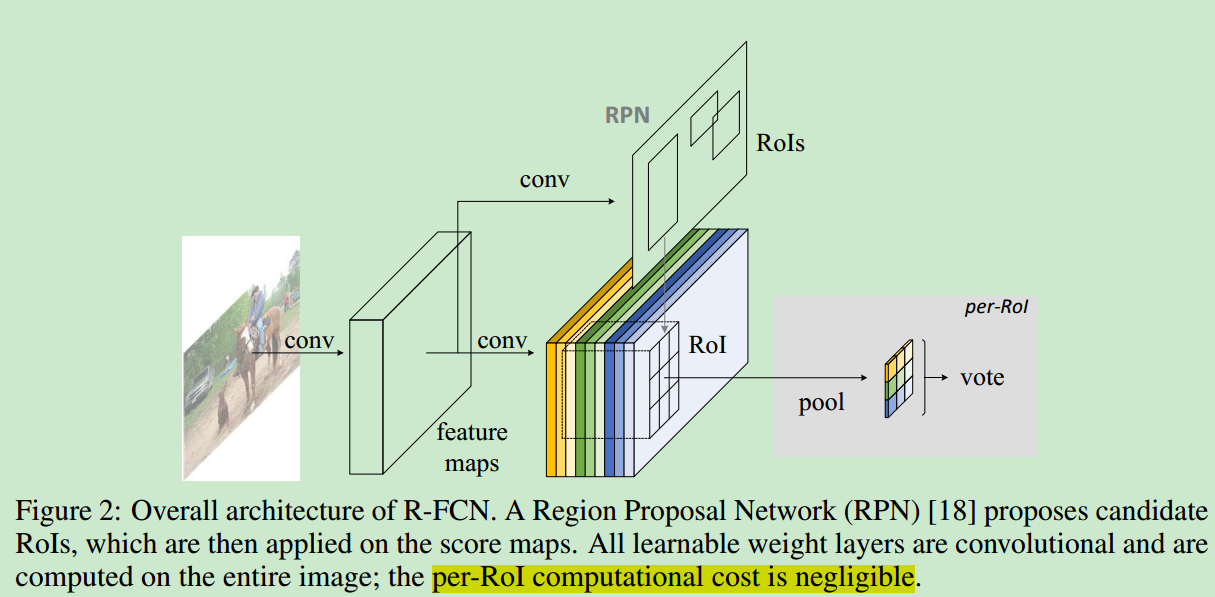 RPN
RoIs
conv
conv
conv
RoI
feature
maps
per-RoI
pool
vote
Figure 2: Overall architecture of R-FCN. A Region Proposal Network (RPN) [18] proposes candidate
RoIs, which are then applied on the score maps. All learnable weight layers are convolutional and are
computed on the entire image; the per-RoI computational cost is negligible.